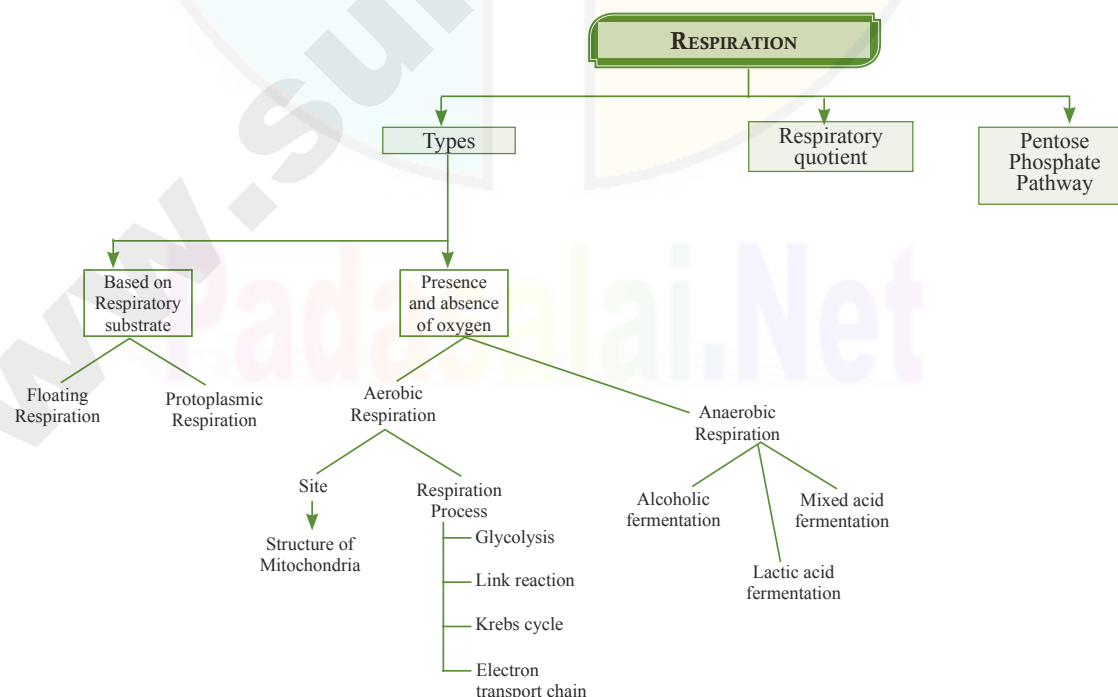 RESPIRATION
Types
Respiratory
quotient
Pentose
Phosphate
Pathway
Based on
Respiratory
substrate
Presence
and absence
of oxygen
Floating
Respiration
Protoplasmic
Respiration
Aerobic
Respiration
Anaerobic
Respiration
Site
Structure of
Mitochondria
Respiration
Process
Glycolysis
Link reaction
Krebs cycle
Electron
transport chain
Alcoholic
fermentation
Lactic acid
fermentation
Mixed acid
fermentation
Padasalai.Net